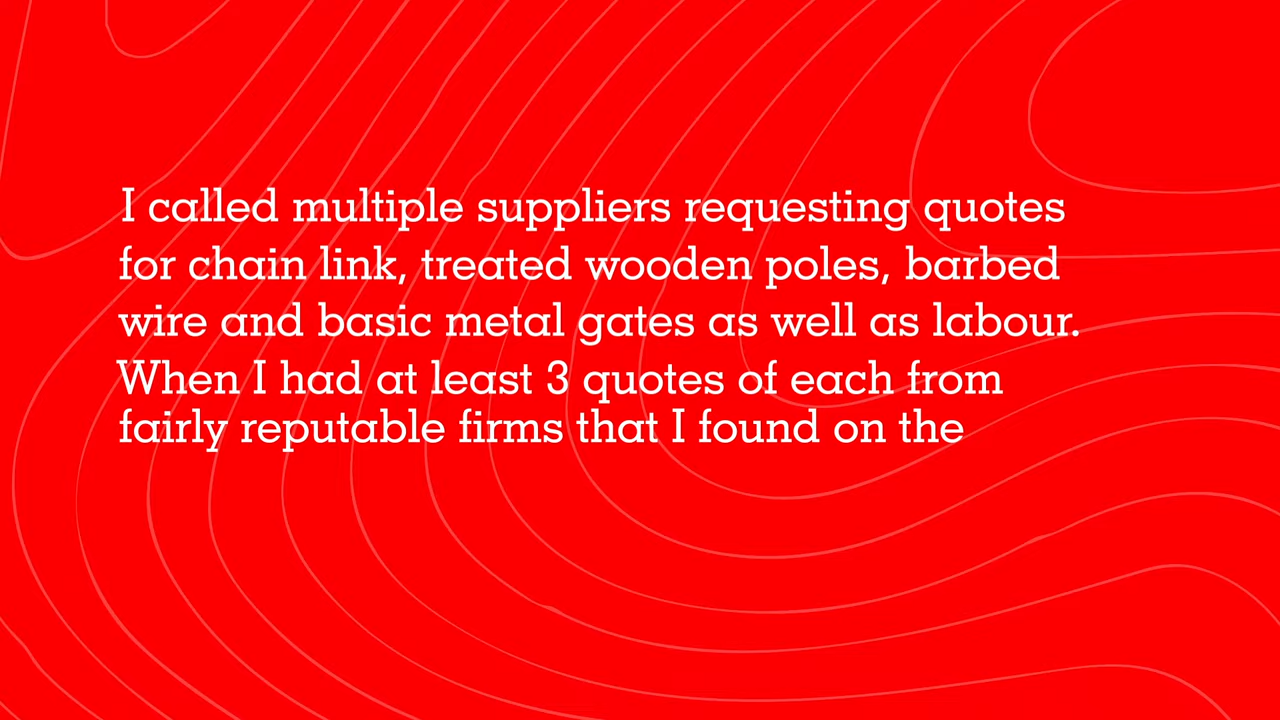 I called multiple suppliers requesting quotes
for chain link, treated wooden poles, barbed
wire and basic metal gates as well as labour.
When I had at least 3 quotes of each from
fairly reputable firms that I found on the